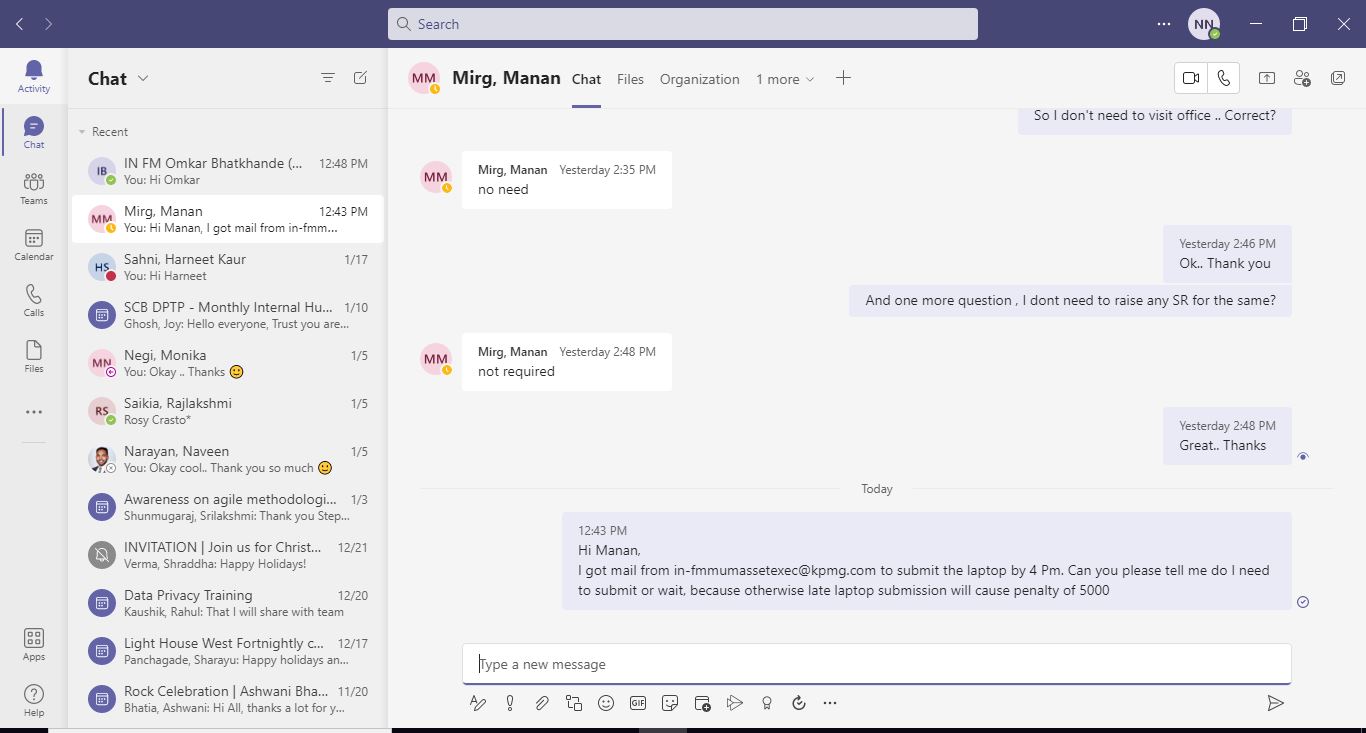 Search
NN
Activity
Chat
Teams
Calendar
Calls
Files
Apps
Help
Chat
Recent
IB
IN FM Omkar Bhatkhande (... 12:48 PM
You: Hi Omkar
MM
Mirg, Manan 12:43 PM
You: Hi Manan, I got mail from in-fmm...
HS
Sahni, Harneet Kaur 1/17
You: Hi Harneet
SCB DPTP - Monthly Internal Hu... 1/10
Ghosh, Joy: Hello everyone, Trust you are...
MN
Negi, Monika 1/5
You: Okay .. Thanks 🙂
RS
Saikia, Rajlakshmi 1/5
Rosy Crasto*
Narayan, Naveen 1/5
You: Okay cool.. Thank you so much 🙂
Awareness on agile methodologi... 1/3
Shunmugaraj, Srilakshmi: Thank you Step...
INVITATION | Join us for Christ... 12/21
Verma, Shraddha: Happy Holidays!
Data Privacy Training 12/20
Kaushik, Rahul: That I will share with team
Light House West Fortnightly c... 12/17
Panchagade, Sharayu: Happy holidays an...
Rock Celebration | Ashwani Bha... 11/20
Bhatia, Ashwani: Hi All, thanks a lot for y...
MM Mirg, Manan Chat Files Organization 1 more
So I don't need to visit office .. Correct?
MM
Mirg, Manan Yesterday 2:35 PM
no need
Yesterday 2:46 PM
Ok.. Thank you
And one more question , I dont need to raise any SR for the same?
MM
Mirg, Manan Yesterday 2:48 PM
not required
Yesterday 2:48 PM
Great.. Thanks
Today
12:43 PM
Hi Manan,
I got mail from in-fmmumassetexec@kpmg.com to submit the laptop by 4 Pm. Can you please tell me do I need
to submit or wait, because otherwise late laptop submission will cause penalty of 5000
Type a new message
GIF